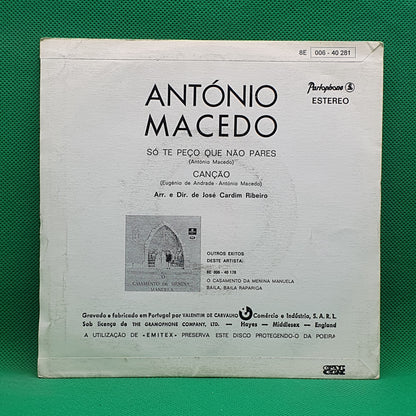 8E 006 - 40 281
Parlophone
ESTEREO
ANTÓNIO
MACEDO
SÓ TE PEÇO QUE NÃO PARES
(António Macedo)
CANÇÃO
(Eugénio de Andrade - António Macedo)
Arr. e Dir. de José Cardim Ribeiro
OUTROS EXITOS
DESTE ARTISTA:
8E 006 - 40 178
O CASAMENTO DA MENINA MANUELA
BAILA, BAILA RAPARIGA
CASAMENTO DA MENINA
MANUELA
Gravado e fabricado em Portugal por VALENTIM DE CARVALHO Comércio e Indústria, S. A. R. L.
Sob licença de THE GRAMOPHONE COMPANY, LTD. — Hayes - Middlesex - England
A UTILIZAÇÃO DE «EMITEX» PRESERVA ESTE DISCO PROTEGENDO-O DA POEIRA